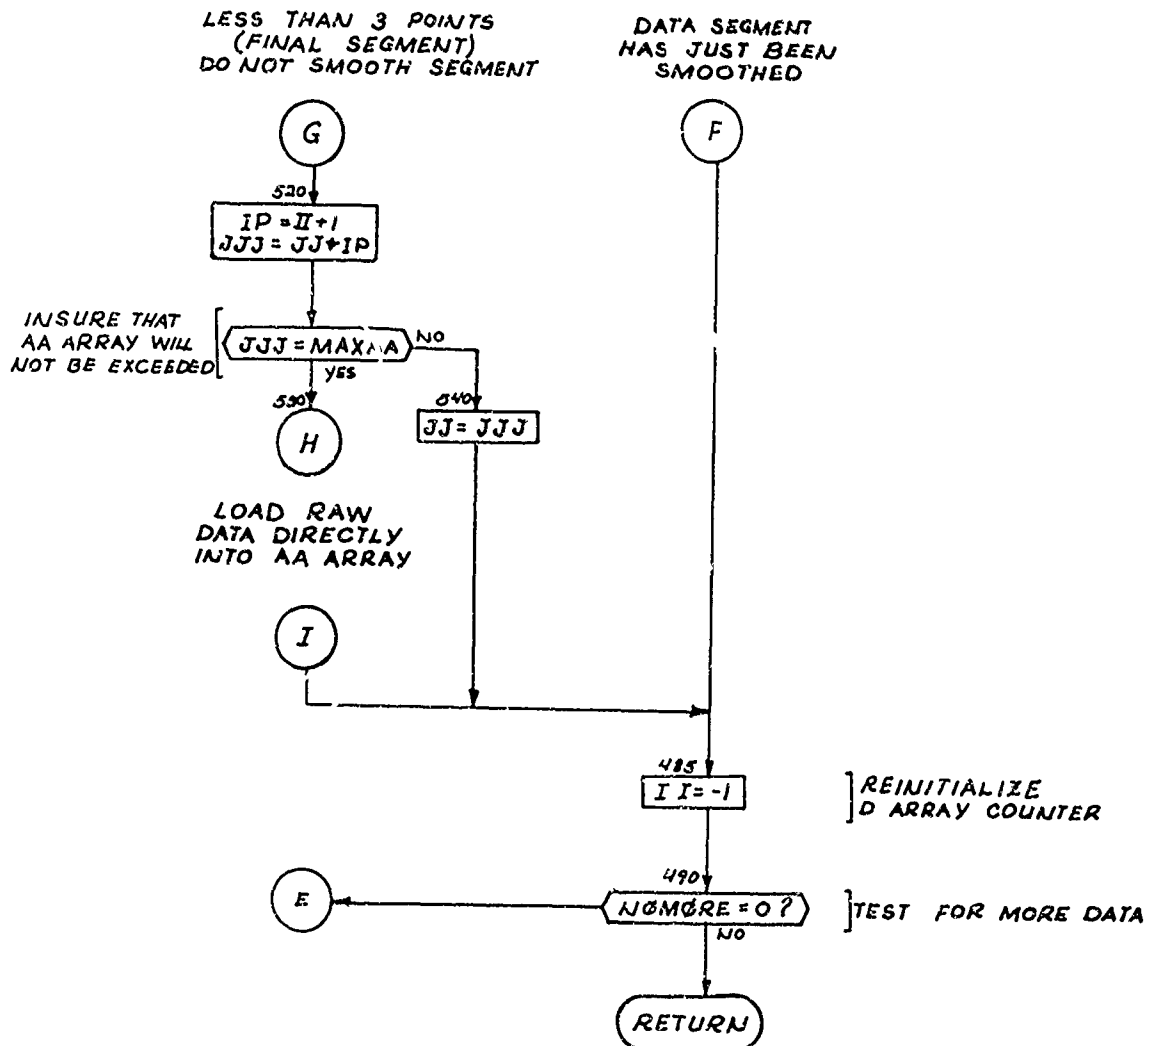 LESS THAN 3 POINTS
(FINAL SEGMENT)
DO NOT SMOOTH SEGMENT
DATA SEGMENT
HAS JUST BEEN
SMOOTHED
G
F
520
IP = II+1
JJJ = JJ+IP
INSURE THAT
AA ARRAY WILL
NOT BE EXCEEDED
JJJ = MAXAA
NO
YES
530
H
540
JJ = JJJ
LOAD RAW
DATA DIRECTLY
INTO AA ARRAY
I
485
II = -1
REINITIALIZE
D ARRAY COUNTER
490
E
NØMØRE = 0 ?
TEST FOR MORE DATA
NO
RETURN